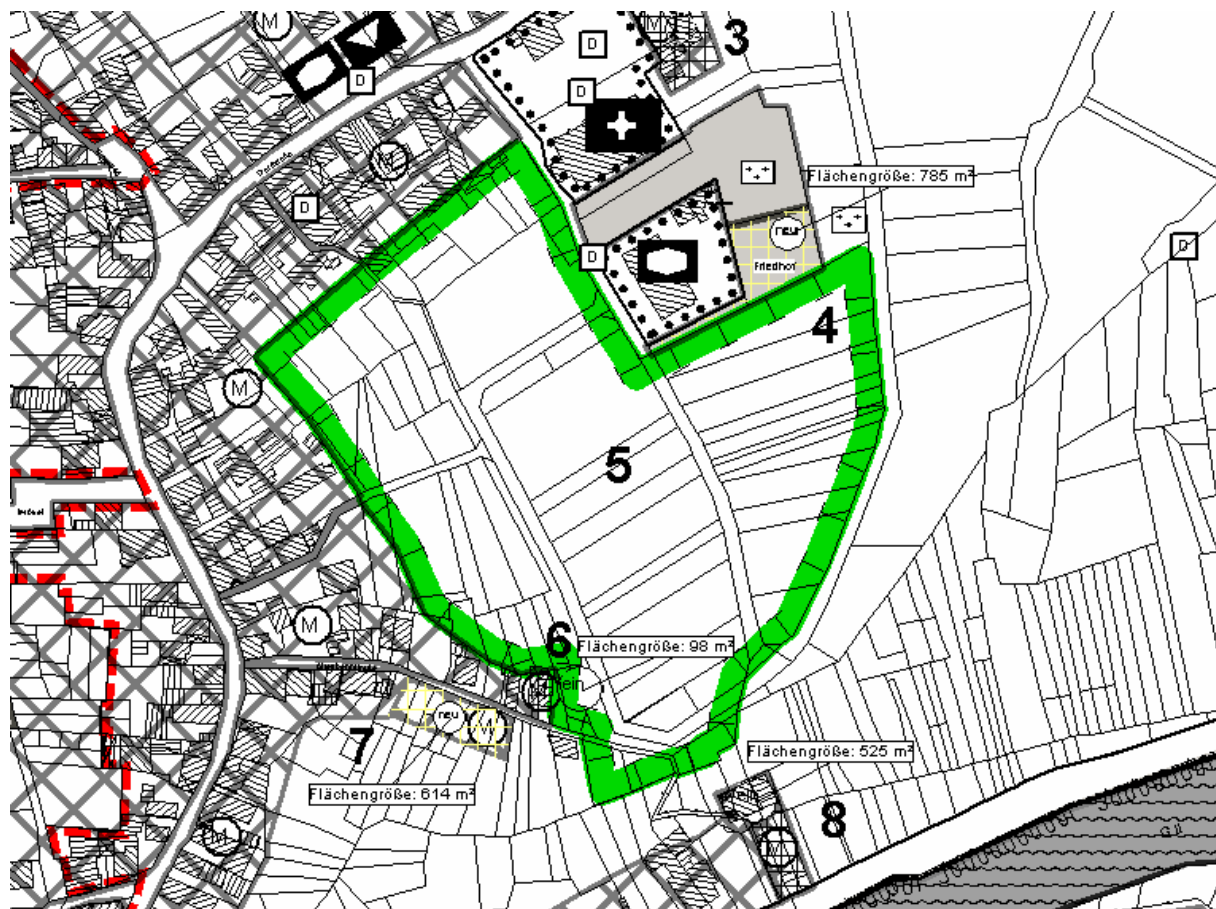 M
3
D
D
D
M
Flächengröße: 785 m²
D
neu
D
D
Friedhof
4
M
5
M
6
Flächengröße: 98 m²
neu
M
7
Flächengröße: 525 m²
Flächengröße: 614 m²
M
8
M